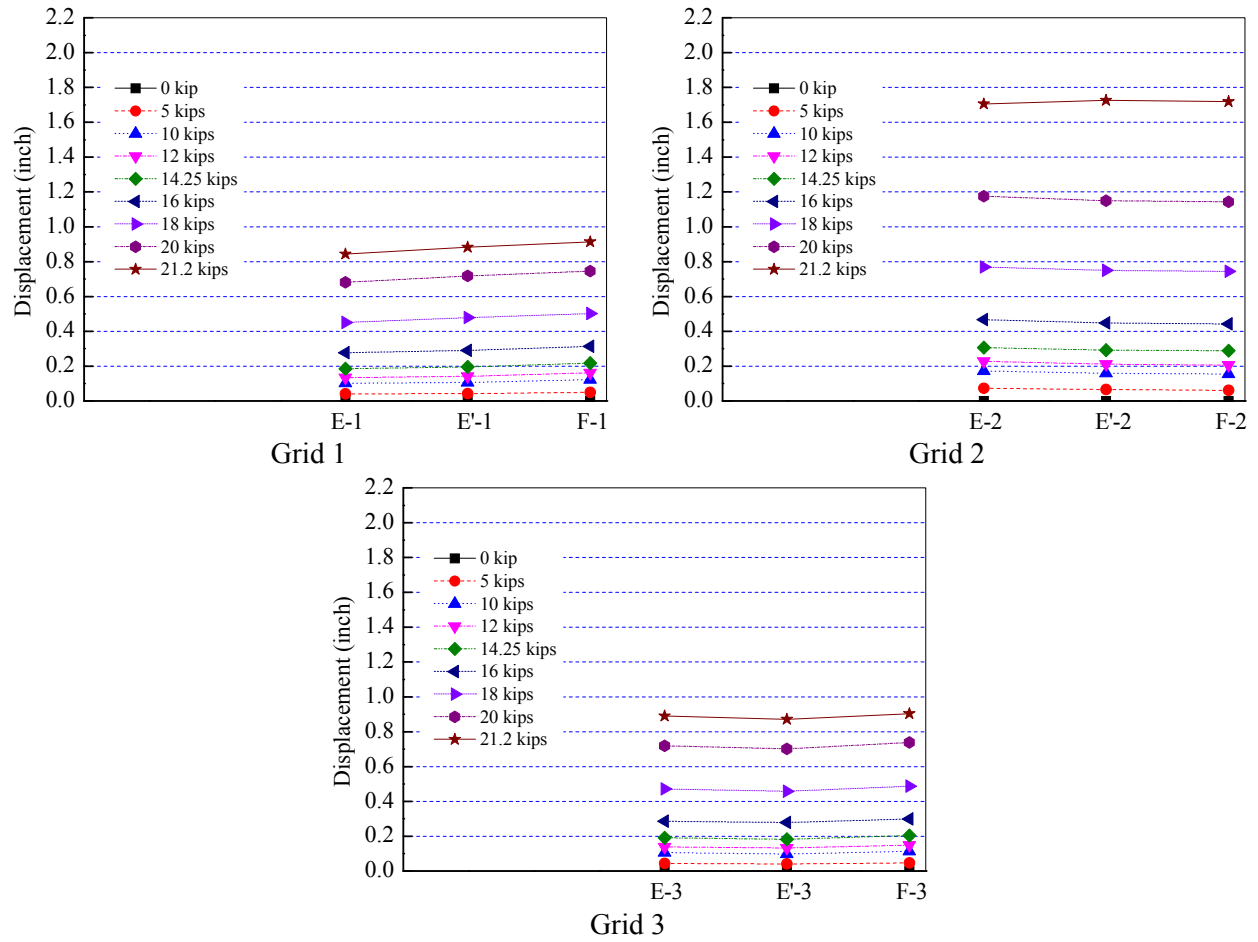 2.2
2.0
1.8
1.6
1.4
1.2
1.0
0.8
0.6
0.4
0.2
0.0
Displacement (inch)
0 kip
5 kips
10 kips
12 kips
14.25 kips
16 kips
18 kips
20 kips
21.2 kips
E-1 E'-1 F-1
Grid 1
2.2
2.0
1.8
1.6
1.4
1.2
1.0
0.8
0.6
0.4
0.2
0.0
Displacement (inch)
0 kip
5 kips
10 kips
12 kips
14.25 kips
16 kips
18 kips
20 kips
21.2 kips
E-2 E'-2 F-2
Grid 2
2.2
2.0
1.8
1.6
1.4
1.2
1.0
0.8
0.6
0.4
0.2
0.0
Displacement (inch)
0 kip
5 kips
10 kips
12 kips
14.25 kips
16 kips
18 kips
20 kips
21.2 kips
E-3 E'-3 F-3
Grid 3